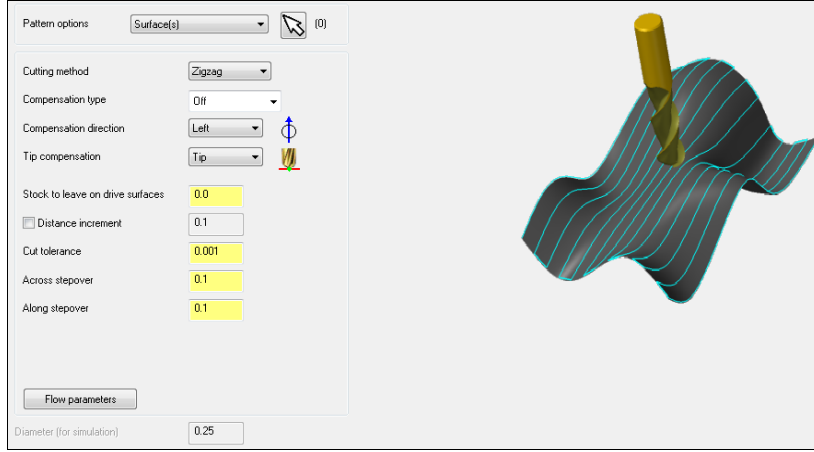 Pattern options Surface(s) (0)
Cutting method Zigzag
Compensation type Off
Compensation direction Left
Tip compensation Tip
Stock to leave on drive surfaces 0.0
Distance increment 0.1
Cut tolerance 0.001
Across stepover 0.1
Along stepover 0.1
Flow parameters
Diameter (for simulation) 0.25